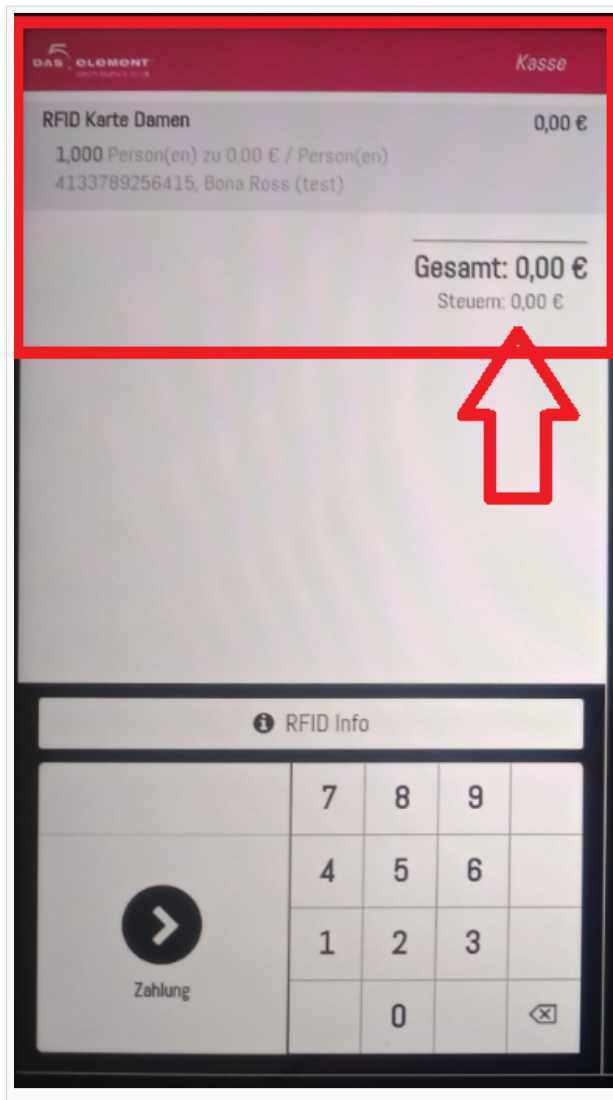 DAS 5 ELEMENT
Kasse
RFID Karte Damen 0,00 €
1,000 Person(en) zu 0,00 € / Person(en)
4133789256415, Bona Ross (test)
Gesamt: 0,00 €
Steuern: 0,00 €
RFID Info
7 8 9
4 5 6
1 2 3
Zahlung
0